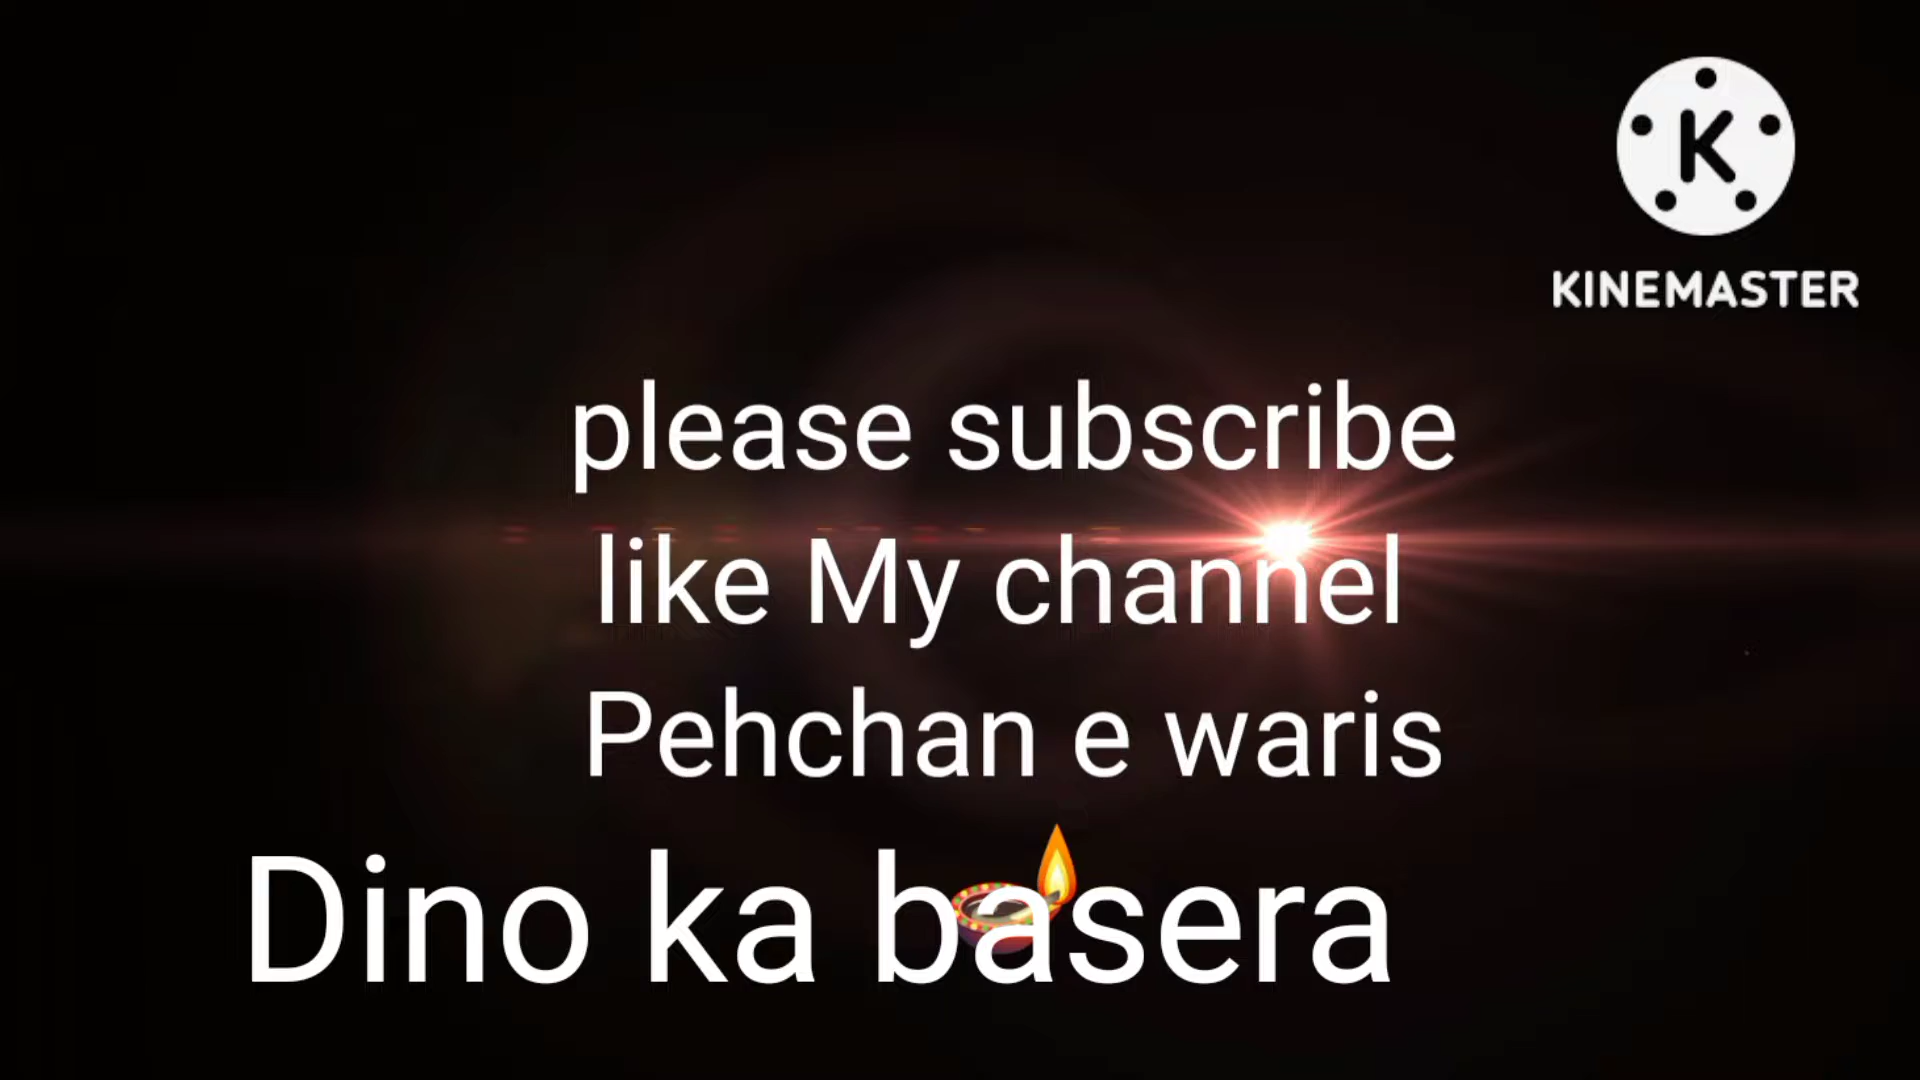 K
KINEMASTER
please subscribe
like My channel
Pehchan e waris
Dino ka basera